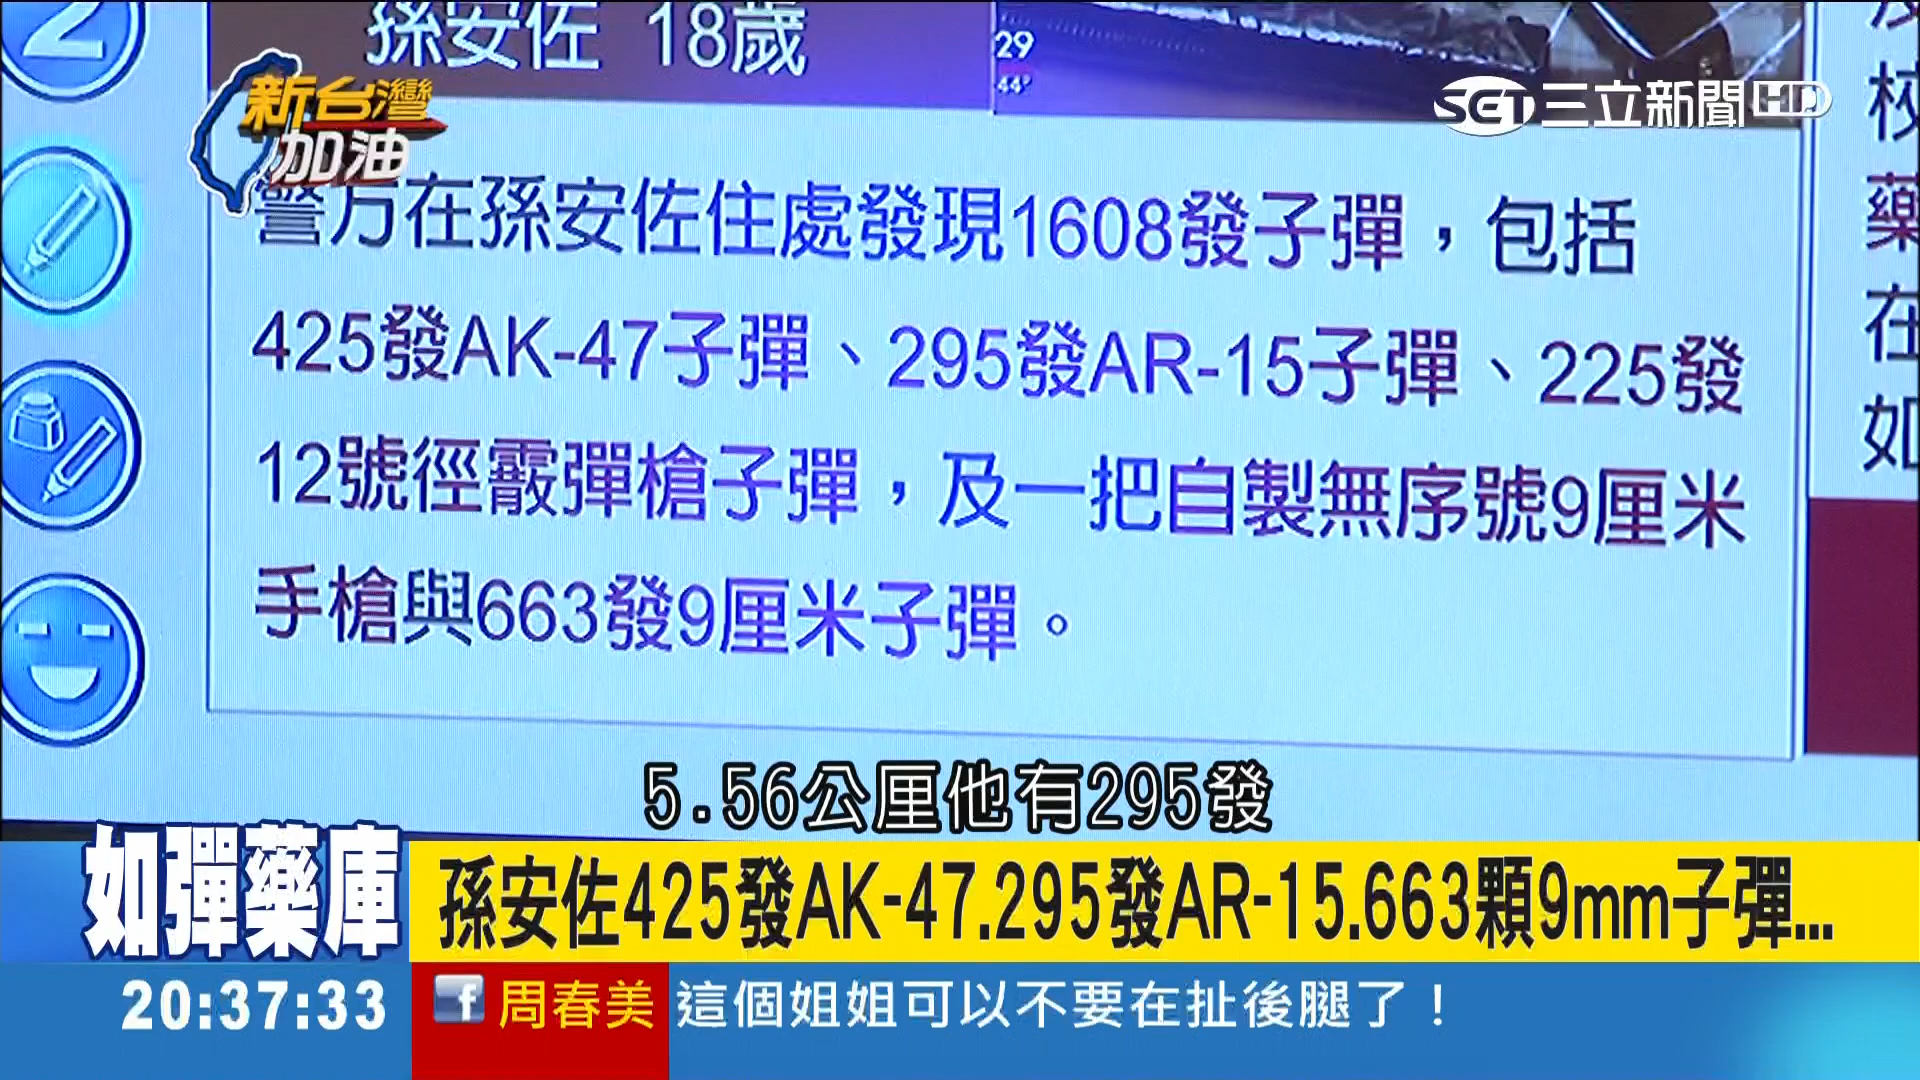 2
孫安佐 18歲
29
44°
新台灣
加油
SET三立新聞HD
警方在孫安佐住處發現1608發子彈，包括
425發AK-47子彈、295發AR-15子彈、225發
12號徑霰彈槍子彈，及一把自製無序號9厘米
手槍與663發9厘米子彈。
校
藥
在
如
5.56公厘他有295發
如彈藥庫
孫安佐425發AK-47.295發AR-15.663顆9mm子彈...
20:37:33
f 周春美 這個姐姐可以不要在扯後腿了！